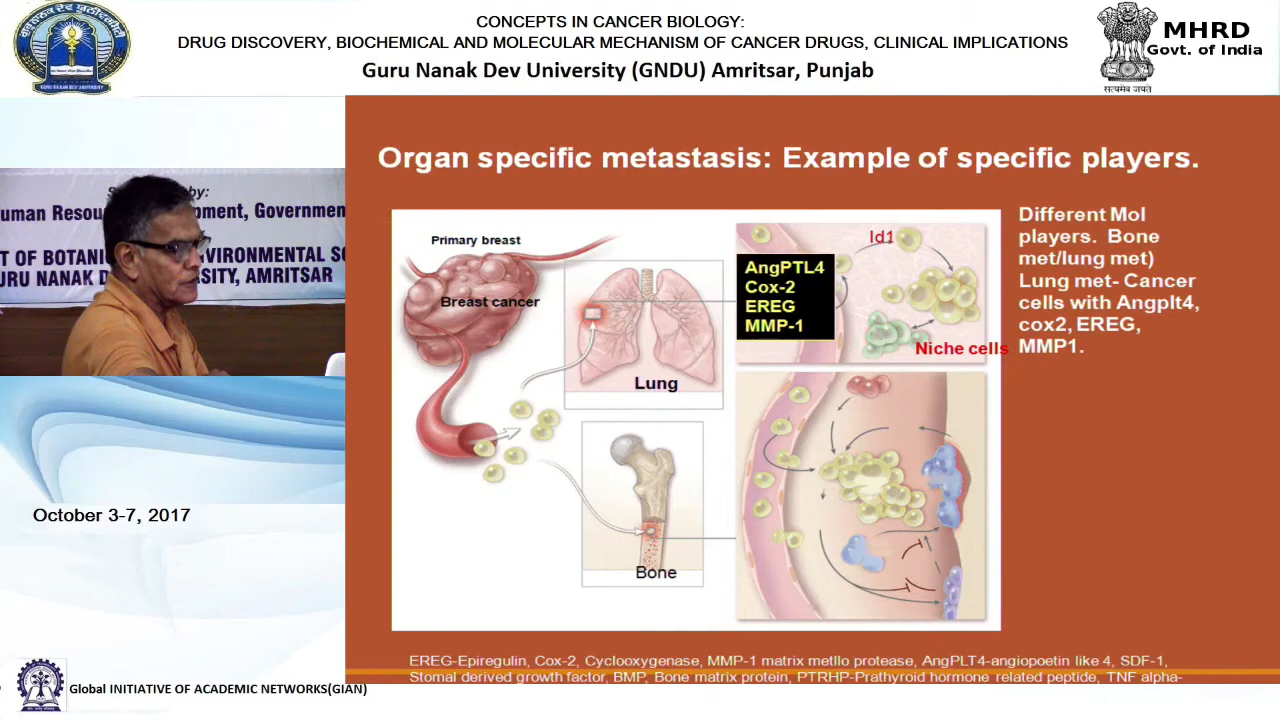 CONCEPTS IN CANCER BIOLOGY:
DRUG DISCOVERY, BIOCHEMICAL AND MOLECULAR MECHANISM OF CANCER DRUGS, CLINICAL IMPLICATIONS
Guru Nanak Dev University (GNDU) Amritsar, Punjab
MHRD
Govt. of India
सत्यमेव जयते
by:
uman Resou pment, Governmen
T OF BOTANI VIRONMENTAL S
URU NANAK D SITY, AMRITSAR
October 3-7, 2017
Global INITIATIVE OF ACADEMIC NETWORKS(GIAN)
Organ specific metastasis: Example of specific players.
Primary breast
Breast cancer
Lung
Bone
Id1
AngPTL4
Cox-2
EREG
MMP-1
Niche cells
Different Mol
players. Bone
met/lung met)
Lung met- Cancer
cells with Angplt4,
cox2, EREG,
MMP1.
EREG-Epiregulin, Cox-2, Cyclooxygenase, MMP-1 matrix metllo protease, AngPLT4-angiopoetin like 4, SDF-1,
Stomal derived growth factor, BMP, Bone matrix protein, PTRHP-Prathyroid hormone related peptide, TNF alpha-